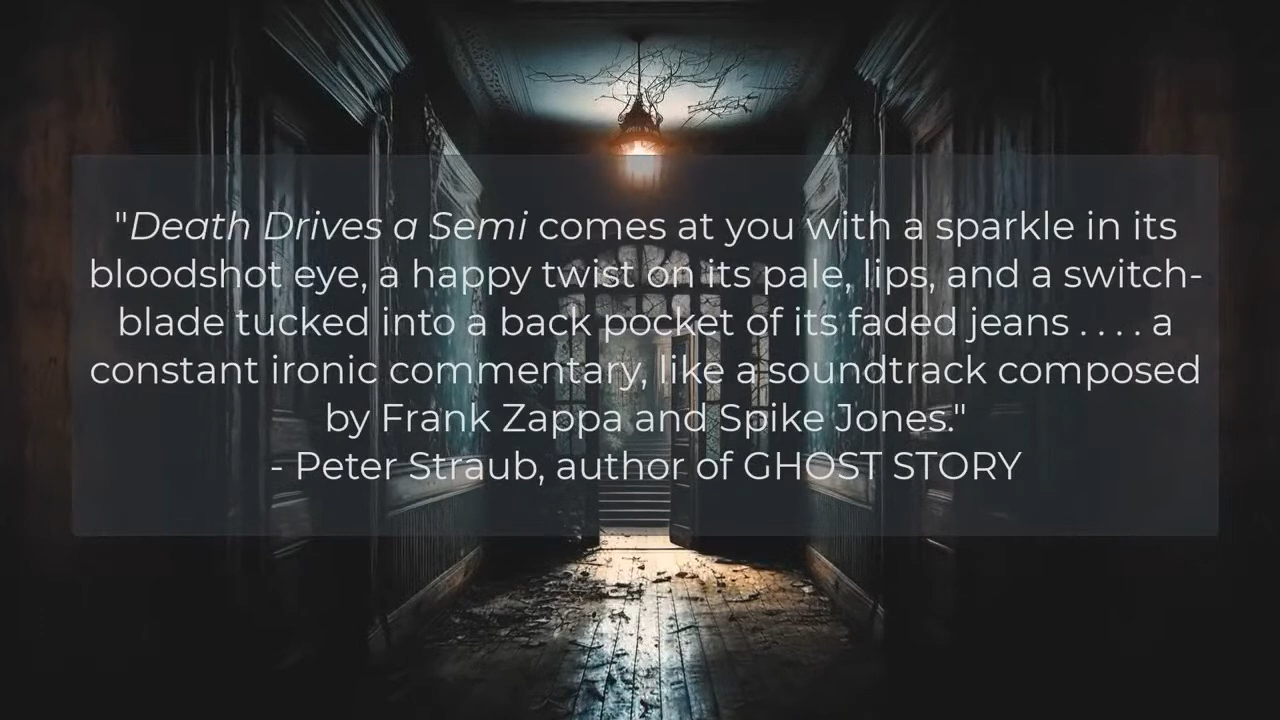 "Death Drives a Semi comes at you with a sparkle in its
bloodshot eye, a happy twist on its pale, lips, and a switch-
blade tucked into a back pocket of its faded jeans . . . . a
constant ironic commentary, like a soundtrack composed
by Frank Zappa and Spike Jones."
- Peter Straub, author of GHOST STORY